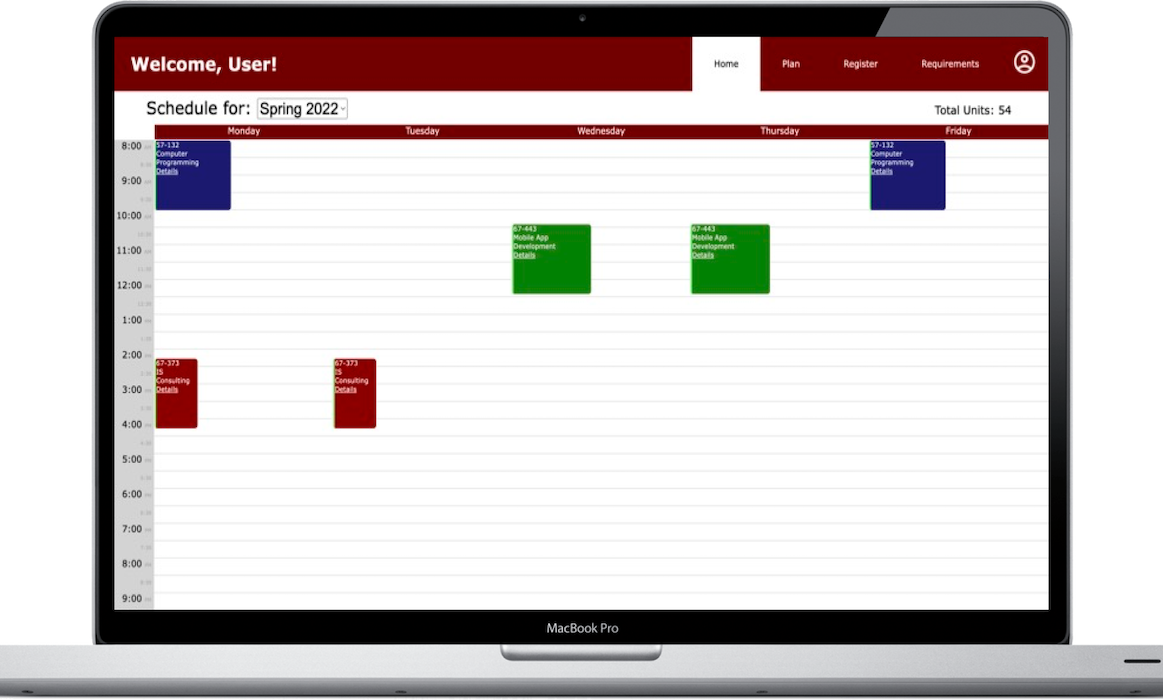 Welcome, User!
Home
Plan
Register
Requirements
Schedule for: Spring 2022
Total Units: 54
Monday
Tuesday
Wednesday
Thursday
Friday
8:00
57-132
Computer
Programming
Details
57-132
Computer
Programming
Details
9:00
10:00
67-443
Mobile App
Development
Details
67-443
Mobile App
Development
Details
11:00
12:00
1:00
2:00
67-373
IS
Consulting
Details
67-373
IS
Consulting
Details
3:00
4:00
5:00
6:00
7:00
8:00
9:00
MacBook Pro